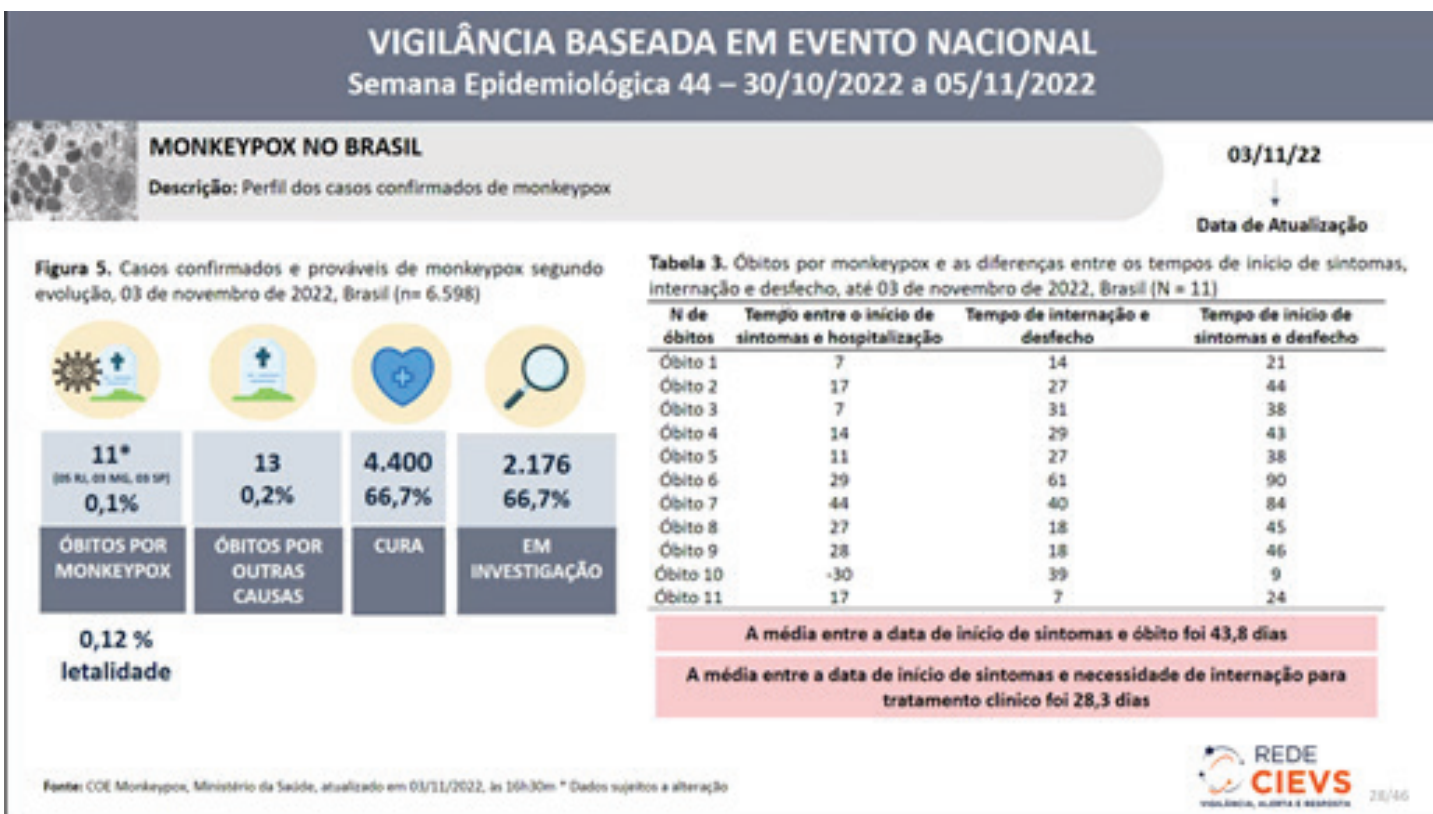 VIGILÂNCIA BASEADA EM EVENTO NACIONAL
Semana Epidemiológica 44 – 30/10/2022 a 05/11/2022
MONKEYPOX NO BRASIL
Descrição: Perfil dos casos confirmados de monkeypox
03/11/22
Data de Atualização
Figura 5. Casos confirmados e prováveis de monkeypox segundo
evolução, 03 de novembro de 2022, Brasil (n= 6.598)
11*
(05 RJ, 03 MG, 03 SP)
0,1%
ÓBITOS POR
MONKEYPOX
0,12 %
letalidade
13
0,2%
ÓBITOS POR
OUTRAS
CAUSAS
4.400
66,7%
CURA
2.176
66,7%
EM
INVESTIGAÇÃO
Tabela 3. Óbitos por monkeypox e as diferenças entre os tempos de início de sintomas,
internação e desfecho, até 03 de novembro de 2022, Brasil (N = 11)
N de Tempo entre o início de Tempo de internação e Tempo de início de
óbitos sintomas e hospitalização desfecho sintomas e desfecho
Óbito 1 7 14 21
Óbito 2 17 27 44
Óbito 3 7 31 38
Óbito 4 14 29 43
Óbito 5 11 27 38
Óbito 6 29 61 90
Óbito 7 44 40 84
Óbito 8 27 18 45
Óbito 9 28 18 46
Óbito 10 -30 39 9
Óbito 11 17 7 24
A média entre a data de início de sintomas e óbito foi 43,8 dias
A média entre a data de início de sintomas e necessidade de internação para
tratamento clínico foi 28,3 dias
Fonte: COE Monkeypox, Ministério da Saúde, atualizado em 03/11/2022, às 16h30m * Dados sujeitos a alteração
REDE
CIEVS
VIGILÂNCIA, ALERTA E RESPOSTA
28/46